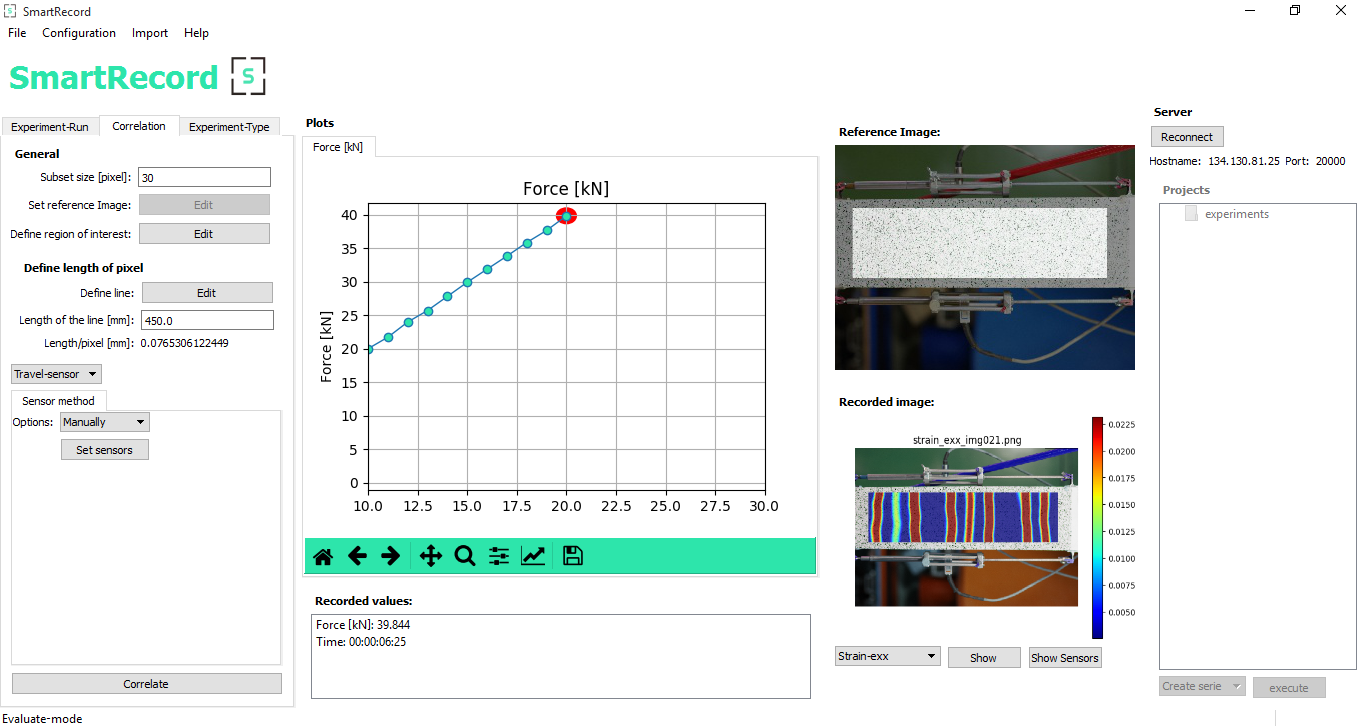 SmartRecord
File Configuration Import Help
SmartRecord S
Experiment-Run Correlation Experiment-Type
General
Subset size [pixel]: 30
Set reference Image: Edit
Define region of interest: Edit
Define length of pixel
Define line: Edit
Length of the line [mm]: 450.0
Length/pixel [mm]: 0.0765306122449
Travel-sensor
Sensor method
Options: Manually
Set sensors
Correlate
Evaluate-mode
Plots
Force [kN]
Force [kN]
Force [kN]
40
35
30
25
20
15
10
5
0
10.0 12.5 15.0 17.5 20.0 22.5 25.0 27.5 30.0
Recorded values:
Force [kN]: 39.844
Time: 00:00:06:25
Reference Image:
Recorded image:
strain_exx_img021.png
0.0225
0.0200
0.0175
0.0150
0.0125
0.0100
0.0075
0.0050
Strain-exx Show Show Sensors
Server
Reconnect
Hostname: 134.130.81.25 Port: 20000
Projects
experiments
Create serie execute